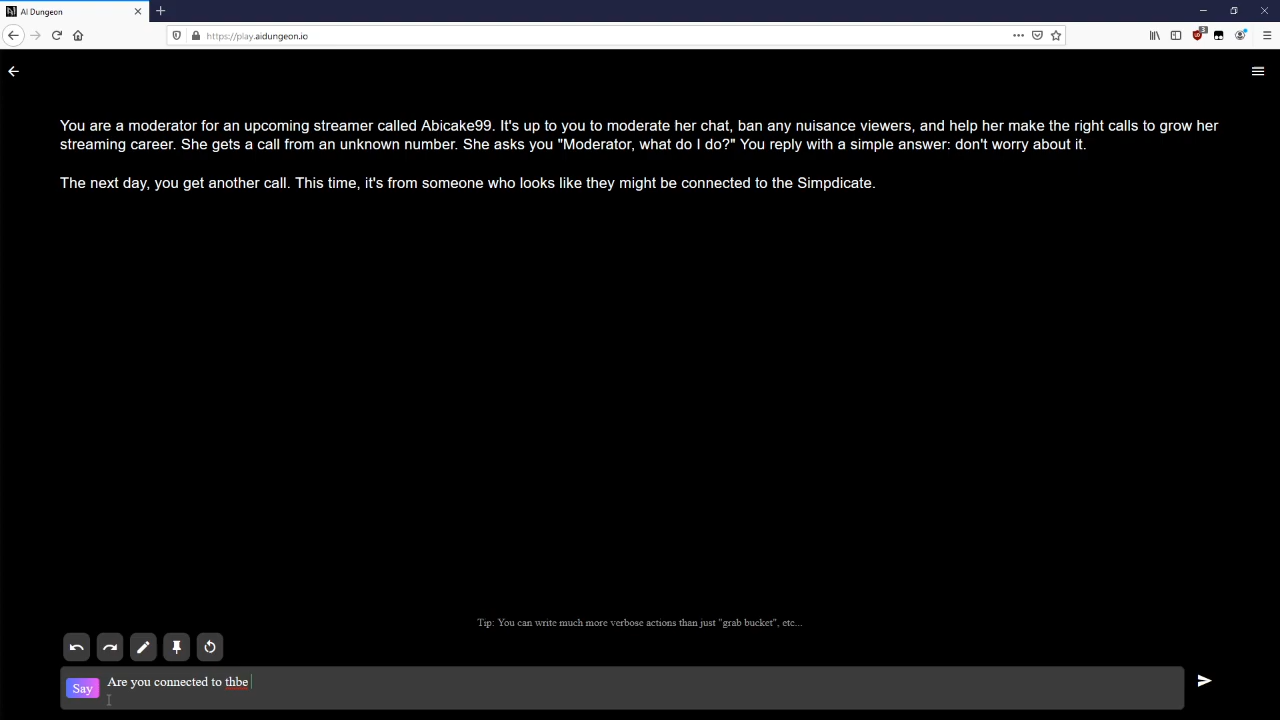 AI Dungeon
https://play.aidungeon.io
You are a moderator for an upcoming streamer called Abicake99. It's up to you to moderate her chat, ban any nuisance viewers, and help her make the right calls to grow her
streaming career. She gets a call from an unknown number. She asks you "Moderator, what do I do?" You reply with a simple answer: don't worry about it.
The next day, you get another call. This time, it's from someone who looks like they might be connected to the Simpdicate.
Tip: You can write much more verbose actions than just "grab bucket", etc...
Say Are you connected to thbe